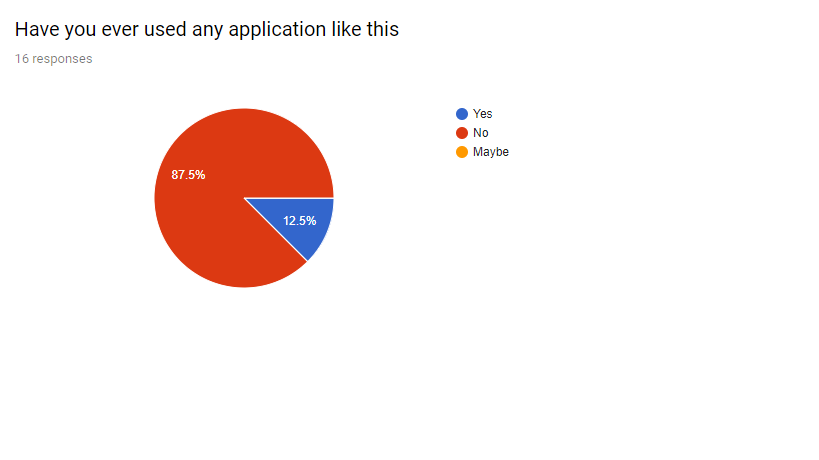 Have you ever used any application like this
16 responses
Yes
No
Maybe
87.5%
12.5%